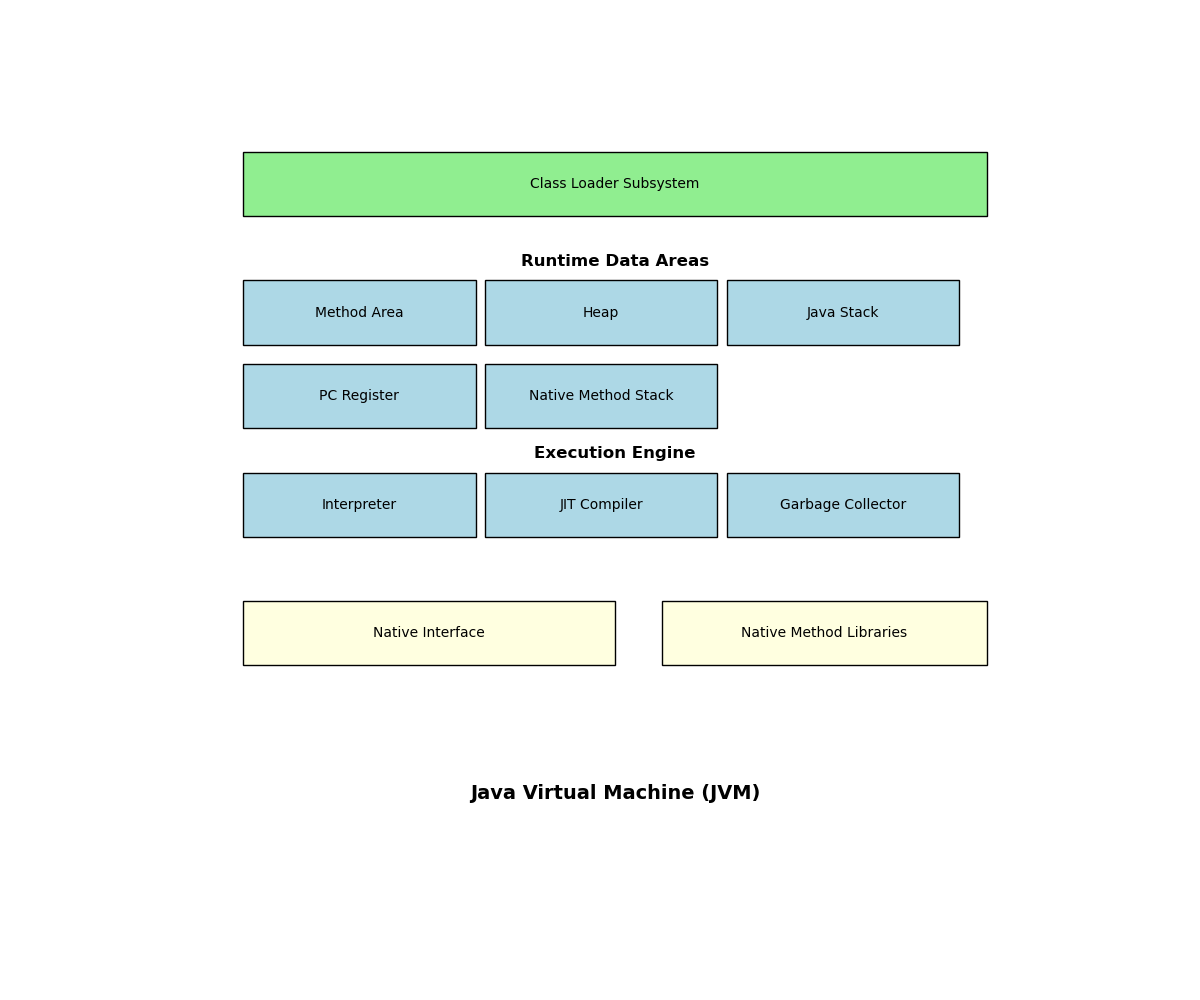 Class Loader Subsystem
Runtime Data Areas
Method Area
Heap
Java Stack
PC Register
Native Method Stack
Execution Engine
Interpreter
JIT Compiler
Garbage Collector
Native Interface
Native Method Libraries
Java Virtual Machine (JVM)